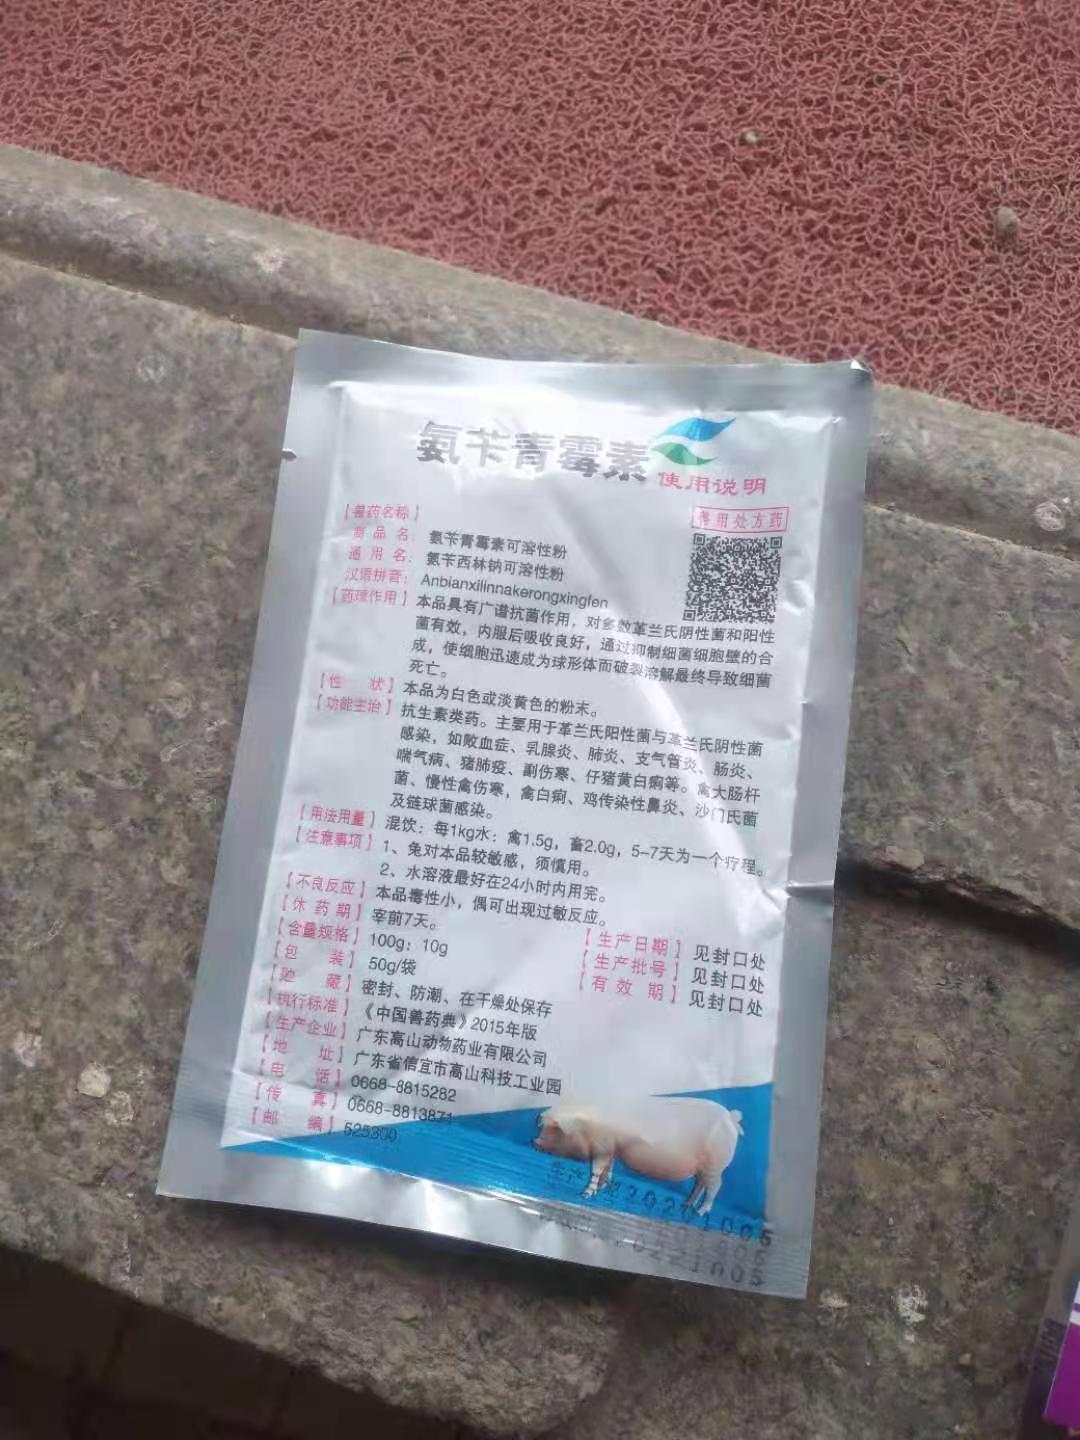 氨苄青霉素
使用说明
兽用处方药
【兽药名称】
商品名：氨苄青霉素可溶性粉
通用名：氨苄西林钠可溶性粉
汉语拼音：Anbianxilinnakerongxingfen
【药理作用】本品具有广谱抗菌作用，对多数革兰氏阴性菌和阳性
菌有效，内服后吸收良好，通过抑制细菌细胞壁的合
成，使细胞迅速成为球形体而破裂溶解最终导致细菌
死亡。
【性 状】本品为白色或淡黄色的粉末。
【功能主治】抗生素类药。主要用于革兰氏阳性菌与革兰氏阴性菌
感染，如败血症、乳腺炎、肺炎、支气管炎、肠炎、
喘气病、猪肺疫、副伤寒、仔猪黄白痢等。禽大肠杆
菌、慢性禽伤寒，禽白痢、鸡传染性鼻炎、沙门氏菌
及链球菌感染。
【用法用量】混饮：每1kg水：禽1.5g，畜2.0g，5-7天为一个疗程。
【注意事项】1、兔对本品较敏感，须慎用。
2、水溶液最好在24小时内用完。
【不良反应】本品毒性小，偶可出现过敏反应。
【休药期】宰前7天。
【含量规格】100g：10g
【包 装】50g/袋
【贮 藏】密封、防潮、在干燥处保存
【执行标准】《中国兽药典》2015年版
【生产企业】广东高山动物药业有限公司
【地 址】广东省信宜市高山科技工业园
【电 话】0668-8815282
【传 真】0668-8813871
【邮 编】525300
【生产日期】见封口处
【生产批号】见封口处
【有效期】见封口处
20201005